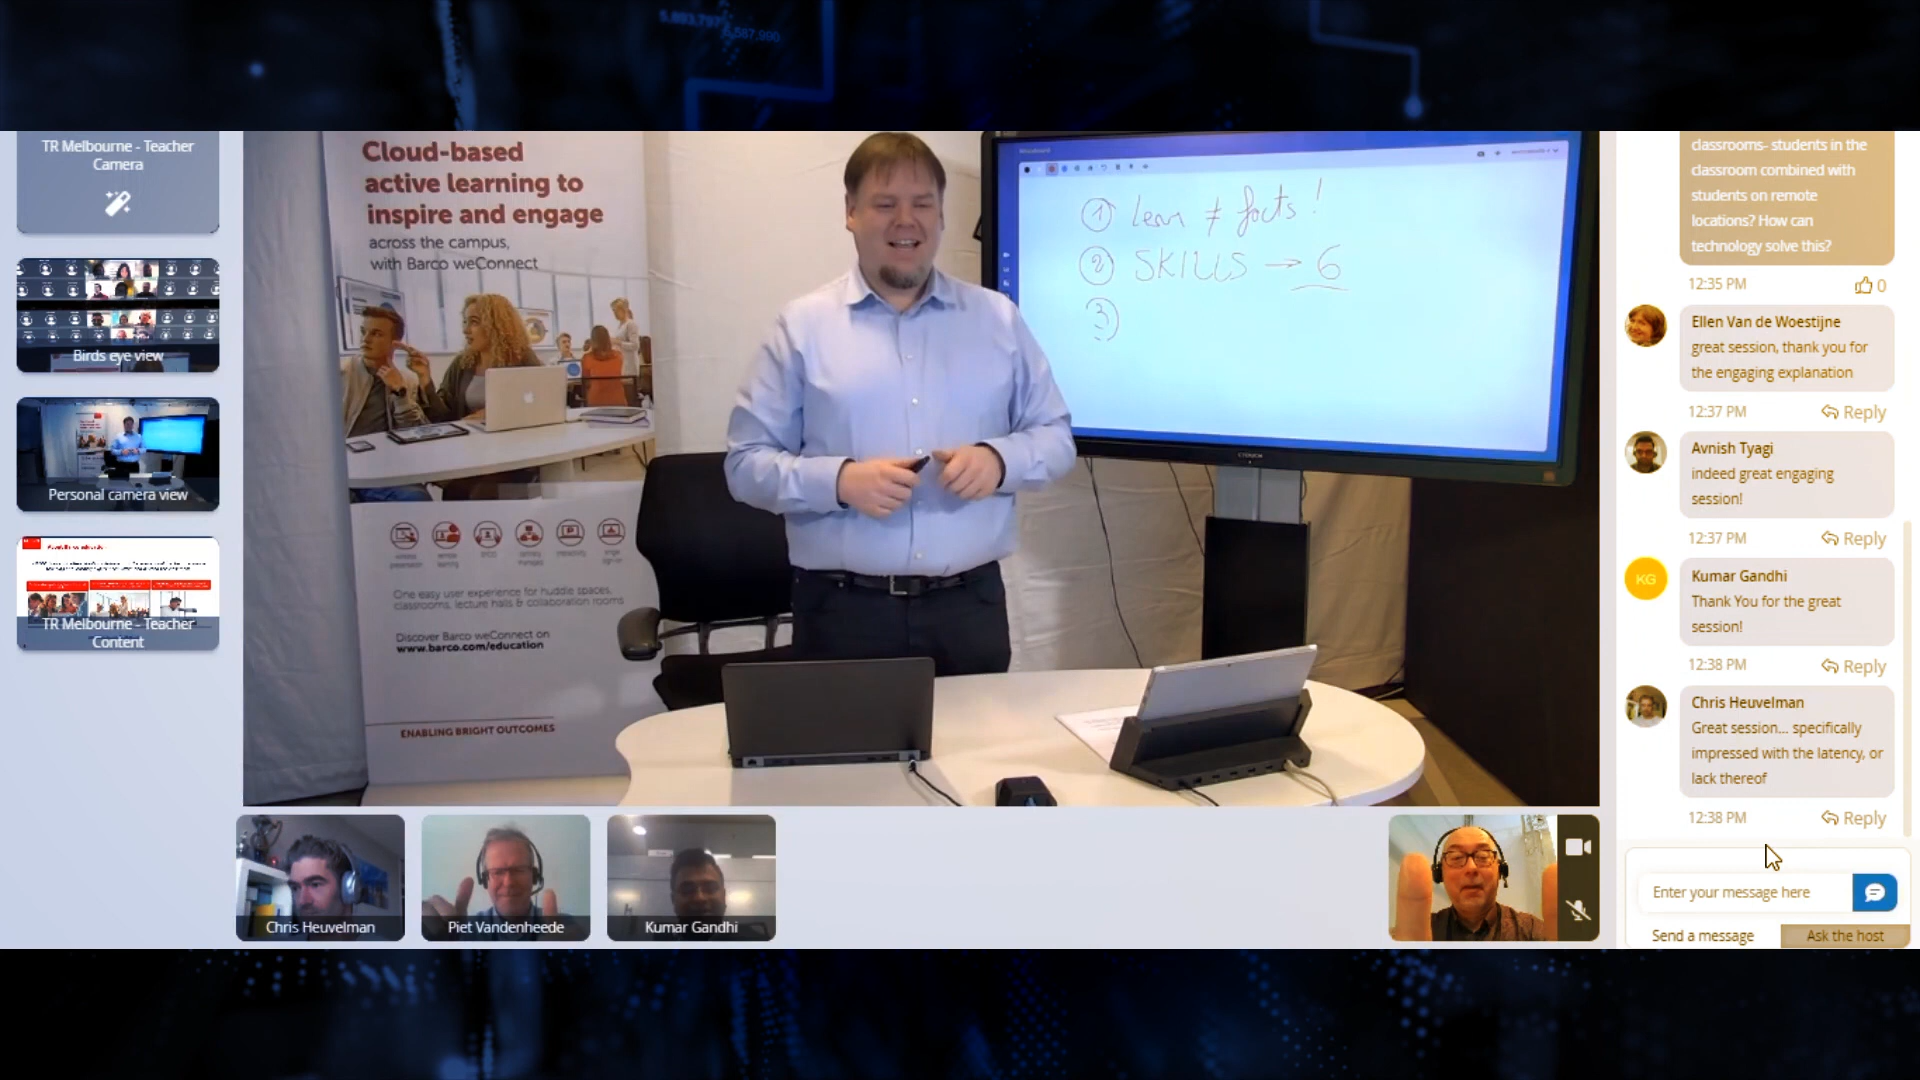 5,893,797
6,587,990
TR Melbourne - Teacher
Camera
Birds eye view
Personal camera view
TR Melbourne - Teacher
Content
Cloud-based
active learning to
inspire and engage
across the campus,
with Barco weConnect
One easy user experience for huddle spaces,
classrooms, lecture halls & collaboration rooms
Discover Barco weConnect on
www.barco.com/education
ENABLING BRIGHT OUTCOMES
① learn ≠ facts !
② SKILLS → 6
③
Chris Heuvelman
Piet Vandenheede
Kumar Gandhi
classrooms- students in the
classroom combined with
students on remote
locations? How can
technology solve this?
12:35 PM 0
Ellen Van de Woestijne
great session, thank you for
the engaging explanation
12:37 PM Reply
Avnish Tyagi
indeed great engaging
session!
12:37 PM Reply
KG
Kumar Gandhi
Thank You for the great
session!
12:38 PM Reply
Chris Heuvelman
Great session... specifically
impressed with the latency, or
lack thereof
12:38 PM Reply
Enter your message here
Send a message Ask the host